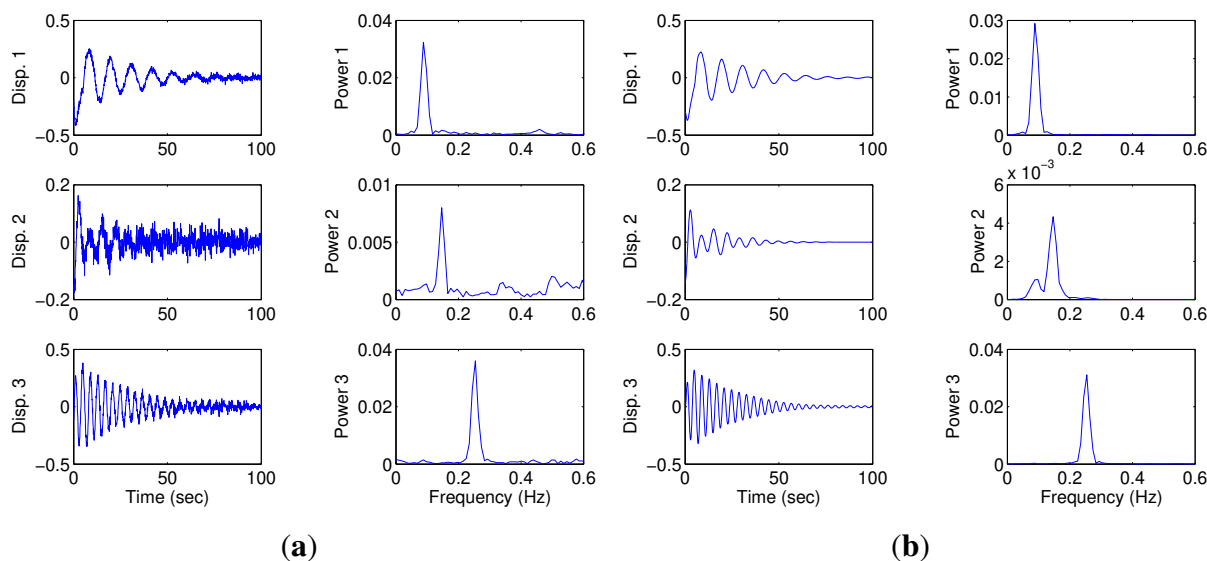 0.5
0
−0.5
Disp. 1
0 50 100
0.04
0.02
0
Power 1
0 0.2 0.4 0.6
0.5
0
−0.5
Disp. 1
0 50 100
0.03
0.02
0.01
0
Power 1
0 0.2 0.4 0.6
0.2
0
−0.2
Disp. 2
0 50 100
0.01
0.005
0
Power 2
0 0.2 0.4 0.6
0.2
0
−0.2
Disp. 2
0 50 100
x 10⁻³
6
4
2
0
Power 2
0 0.2 0.4 0.6
0.5
0
−0.5
Disp. 3
0 50 100
Time (sec)
0.04
0.02
0
Power 3
0 0.2 0.4 0.6
Frequency (Hz)
0.5
0
−0.5
Disp. 3
0 50 100
Time (sec)
0.04
0.02
0
Power 3
0 0.2 0.4 0.6
Frequency (Hz)
(a)
(b)